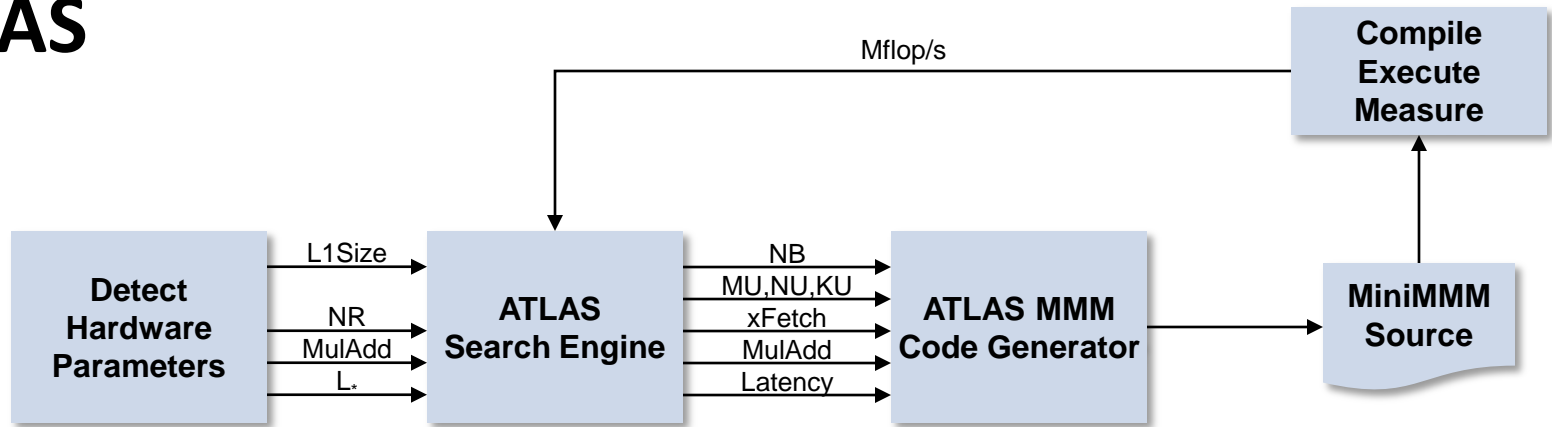 AS
Mflop/s
Compile
Execute
Measure
Detect
Hardware
Parameters
L1Size
NR
MulAdd
L*
ATLAS
Search Engine
NB
MU,NU,KU
xFetch
MulAdd
Latency
ATLAS MMM
Code Generator
MiniMMM
Source